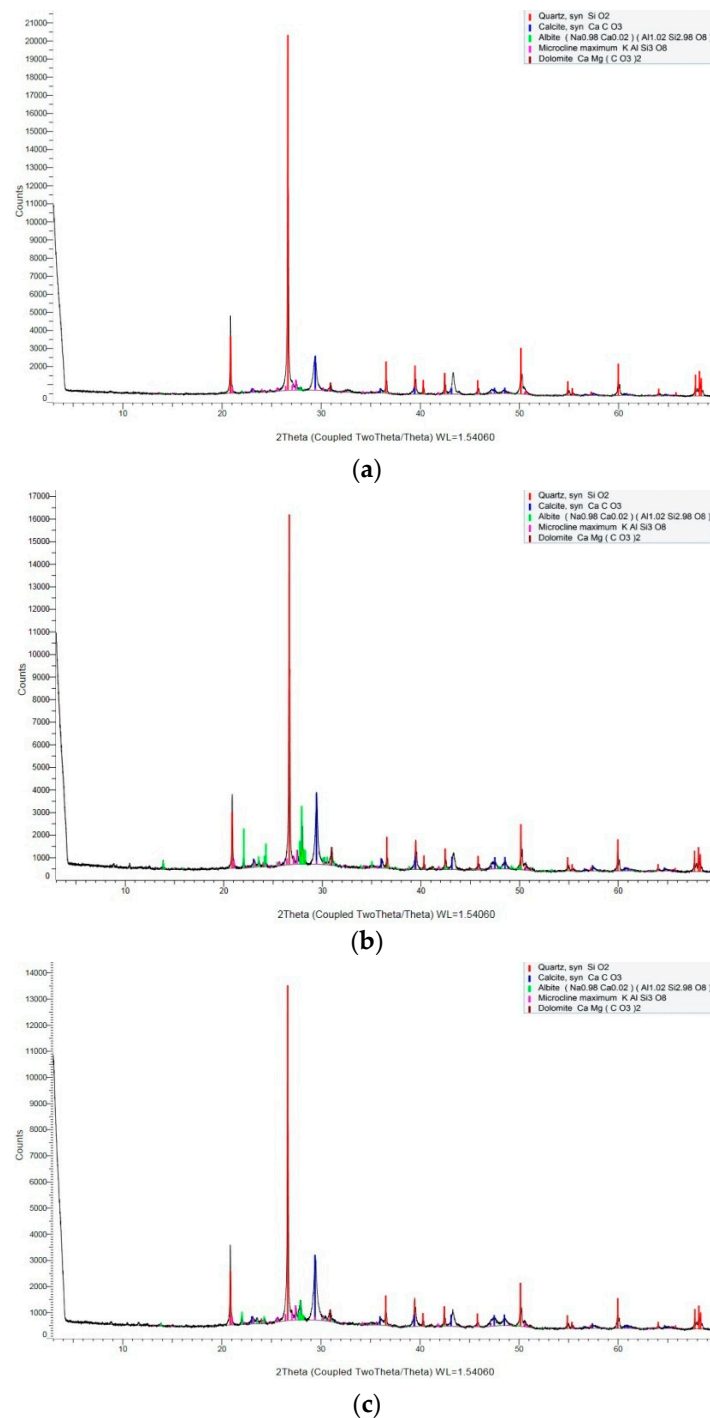 21000
20000
19000
18000
17000
16000
15000
14000
13000
12000
11000
10000
9000
8000
7000
6000
5000
4000
3000
2000
1000
0
Counts
Quartz, syn Si O2
Calcite, syn Ca C O3
Albite ( Na0.98 Ca0.02 ) ( Al1.02 Si2.98 O8 )
Microcline maximum K Al Si3 O8
Dolomite Ca Mg ( C O3 )2
10 20 30 40 50 60
2Theta (Coupled TwoTheta/Theta) WL=1.54060
(a)
17000
16000
15000
14000
13000
12000
11000
10000
9000
8000
7000
6000
5000
4000
3000
2000
1000
0
Counts
Quartz, syn Si O2
Calcite, syn Ca C O3
Albite ( Na0.98 Ca0.02 ) ( Al1.02 Si2.98 O8 )
Microcline maximum K Al Si3 O8
Dolomite Ca Mg ( C O3 )2
10 20 30 40 50 60
2Theta (Coupled TwoTheta/Theta) WL=1.54060
(b)
14000
13000
12000
11000
10000
9000
8000
7000
6000
5000
4000
3000
2000
1000
0
Counts
Quartz, syn Si O2
Calcite, syn Ca C O3
Albite ( Na0.98 Ca0.02 ) ( Al1.02 Si2.98 O8 )
Microcline maximum K Al Si3 O8
Dolomite Ca Mg ( C O3 )2
10 20 30 40 50 60
2Theta (Coupled TwoTheta/Theta) WL=1.54060
(c)